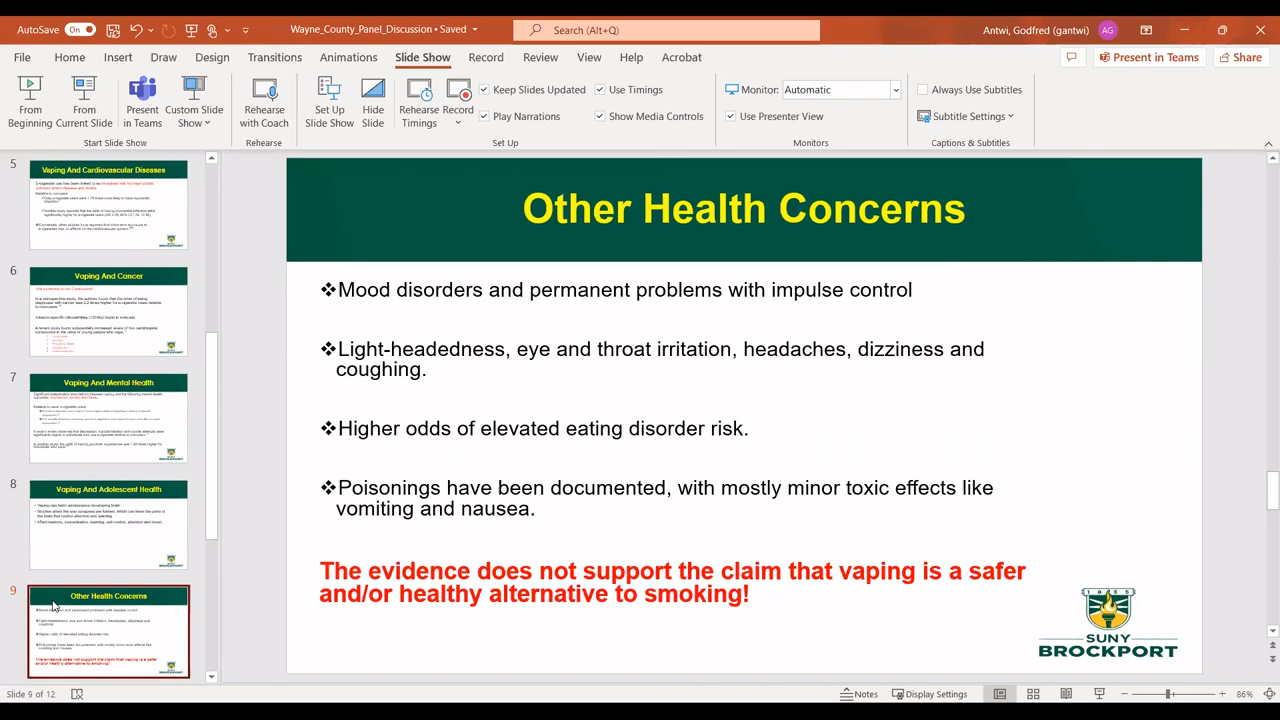 AutoSave On
Wayne_County_Panel_Discussion • Saved
Search (Alt+Q)
Antwi, Godfred (gantwi) AG
File Home Insert Draw Design Transitions Animations Slide Show Record Review View Help Acrobat
Present in Teams
Share
From Beginning
From Current Slide
Present in Teams
Custom Slide Show
Rehearse with Coach
Set Up Slide Show
Hide Slide
Rehearse Timings
Record
Keep Slides Updated
Use Timings
Play Narrations
Show Media Controls
Monitor: Automatic
Use Presenter View
Always Use Subtitles
Subtitle Settings
Start Slide Show
Rehearse
Set Up
Monitors
Captions & Subtitles
5
Vaping And Cardiovascular Diseases
BROCKPORT
6
Vaping And Cancer
BROCKPORT
7
Vaping And Mental Health
BROCKPORT
8
Vaping And Adolescent Health
BROCKPORT
9
Other Health Concerns
Other Health Concerns
Mood disorders and permanent problems with impulse control
Light-headedness, eye and throat irritation, headaches, dizziness and
coughing.
Higher odds of elevated eating disorder risk.
Poisonings have been documented, with mostly minor toxic effects like
vomiting and nausea.
The evidence does not support the claim that vaping is a safer
and/or healthy alternative to smoking!
1835
SUNY
BROCKPORT
Slide 9 of 12
Notes
Display Settings
86%